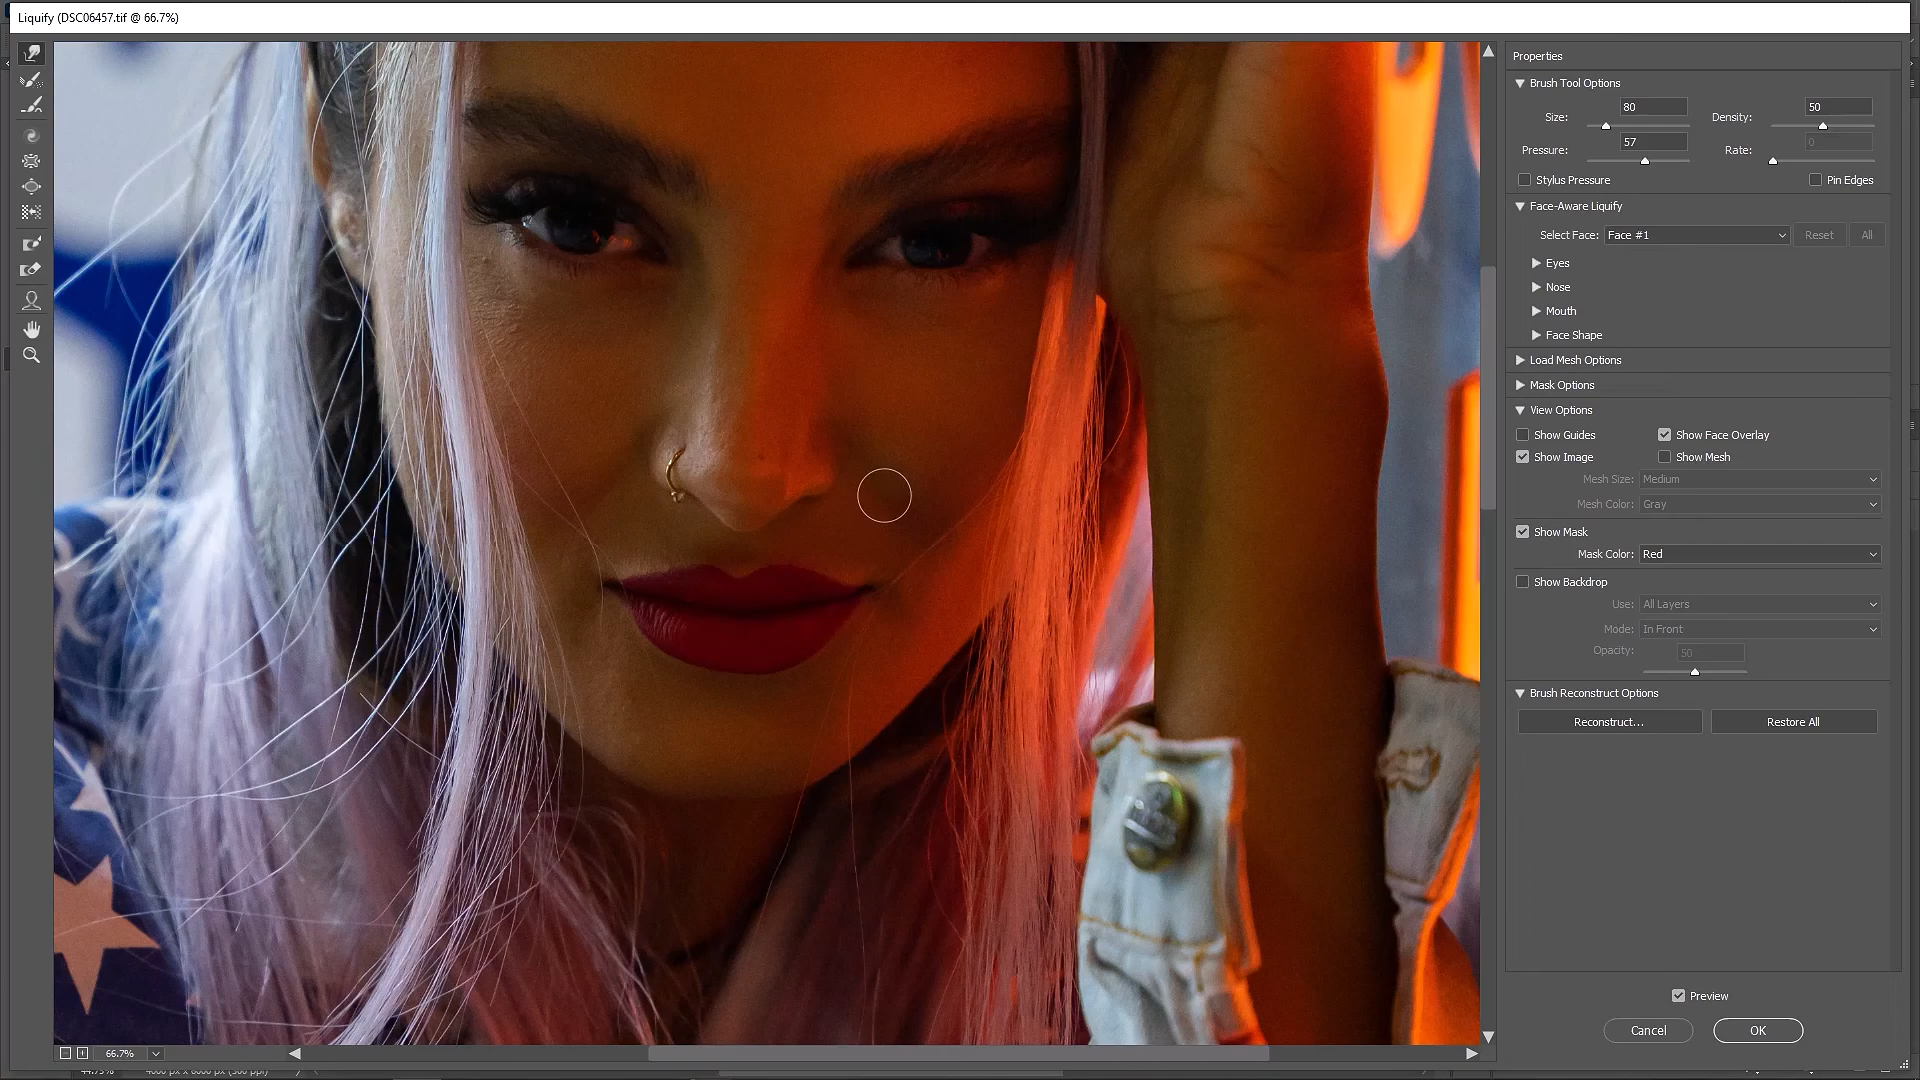 Liquify (DSC06457.tif @ 66.7%)
Properties
Brush Tool Options
Size: 80 Density: 50
Pressure: 57 Rate: 0
Stylus Pressure Pin Edges
Face-Aware Liquify
Select Face: Face #1 Reset All
Eyes
Nose
Mouth
Face Shape
Load Mesh Options
Mask Options
View Options
Show Guides Show Face Overlay
Show Image Show Mesh
Mesh Size: Medium
Mesh Color: Gray
Show Mask
Mask Color: Red
Show Backdrop
Use: All Layers
Mode: In Front
Opacity: 50
Brush Reconstruct Options
Reconstruct... Restore All
Preview
Cancel OK
66.7%